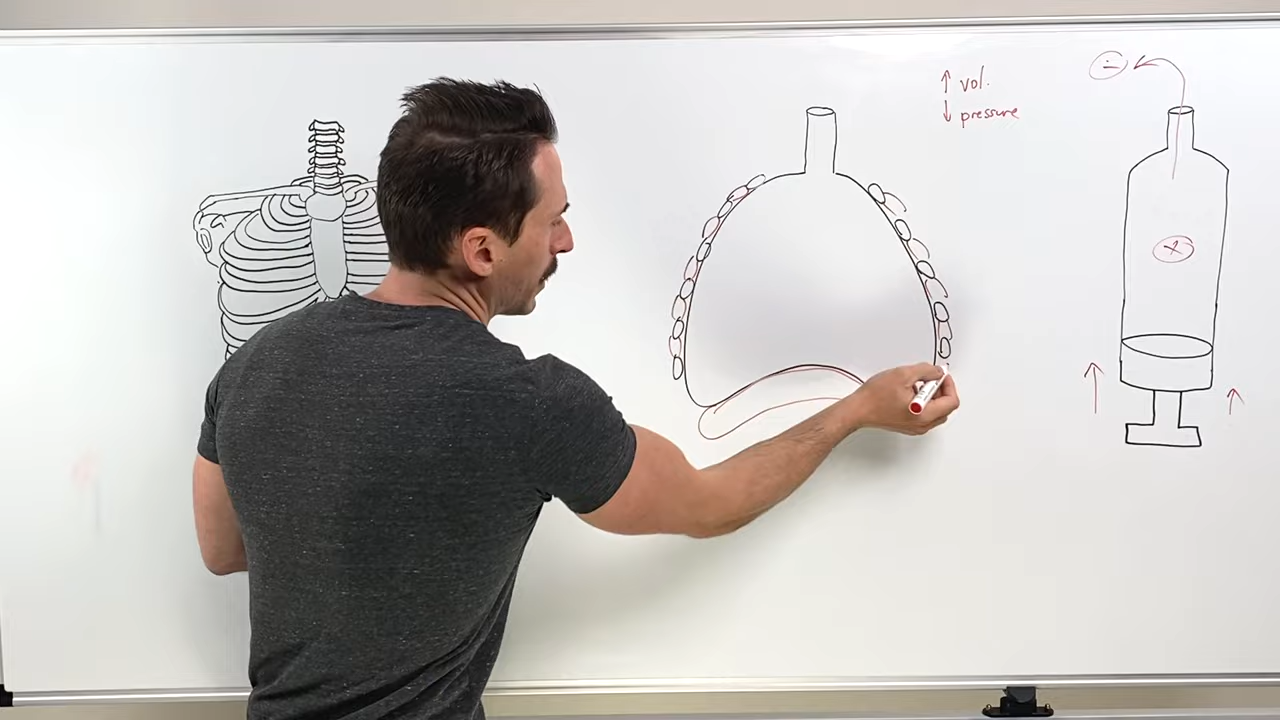 ↑ vol.
↓ pressure
−
+